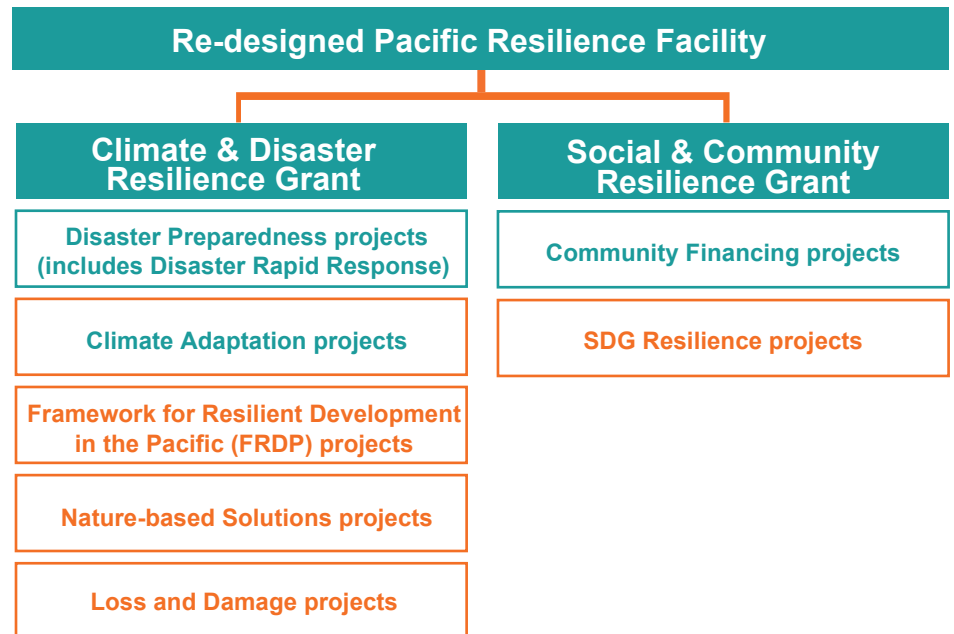 Re-designed Pacific Resilience Facility
Climate & Disaster
Resilience Grant
Disaster Preparedness projects
(includes Disaster Rapid Response)
Climate Adaptation projects
Framework for Resilient Development
in the Pacific (FRDP) projects
Nature-based Solutions projects
Loss and Damage projects
Social & Community
Resilience Grant
Community Financing projects
SDG Resilience projects